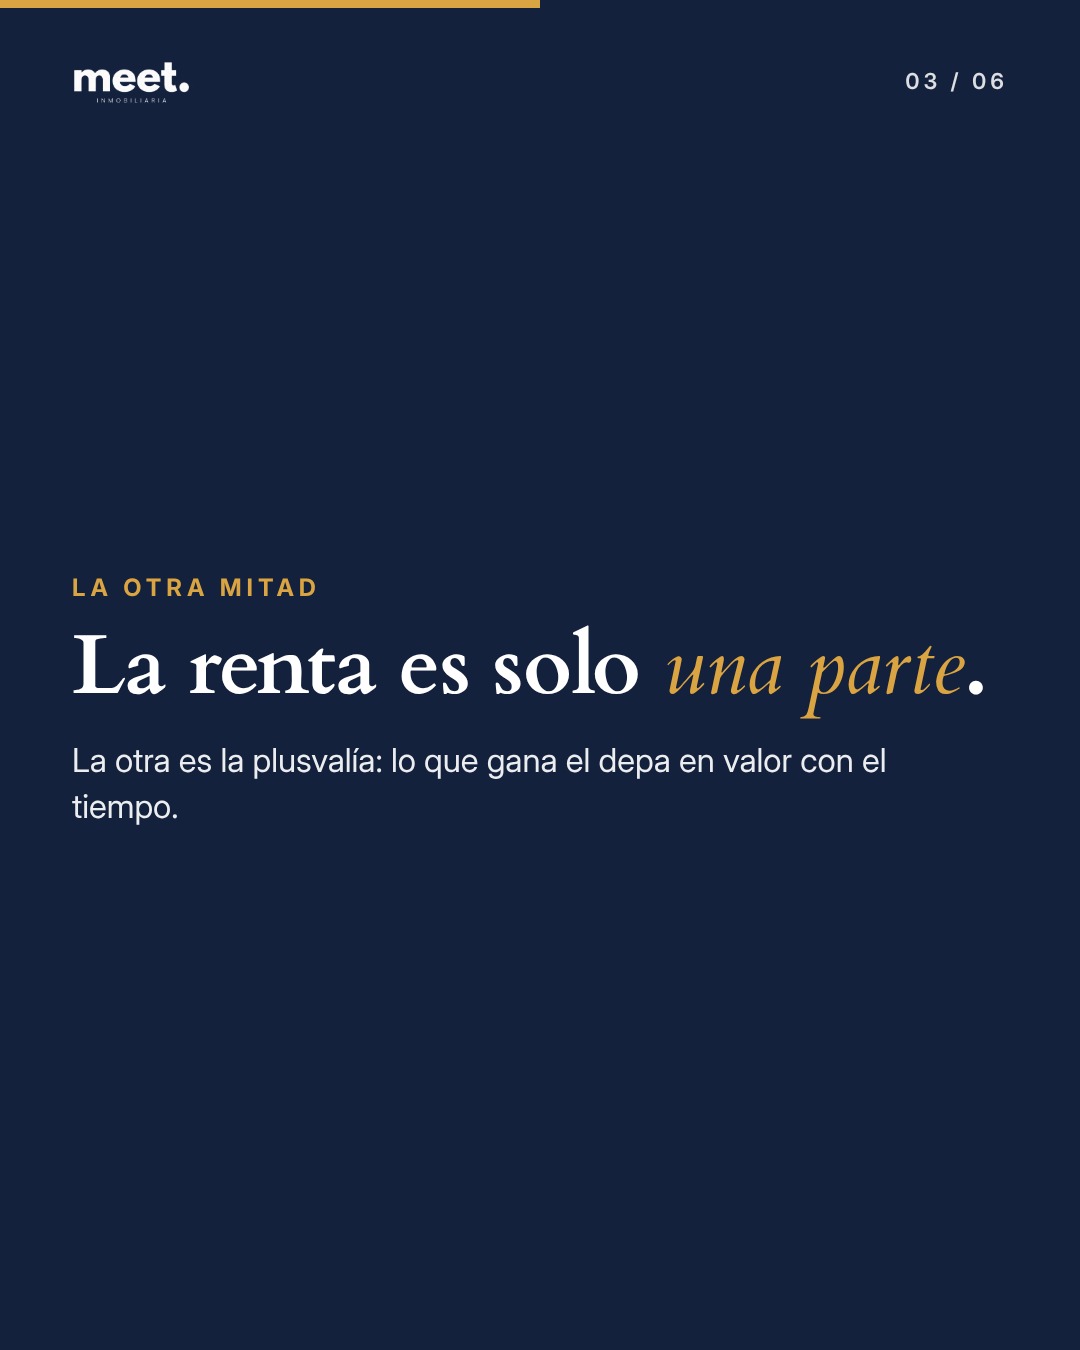 meet.
INMOBILIARIA
03 / 06
LA OTRA MITAD
La renta es solo una parte.
La otra es la plusvalía: lo que gana el depa en valor con el
tiempo.